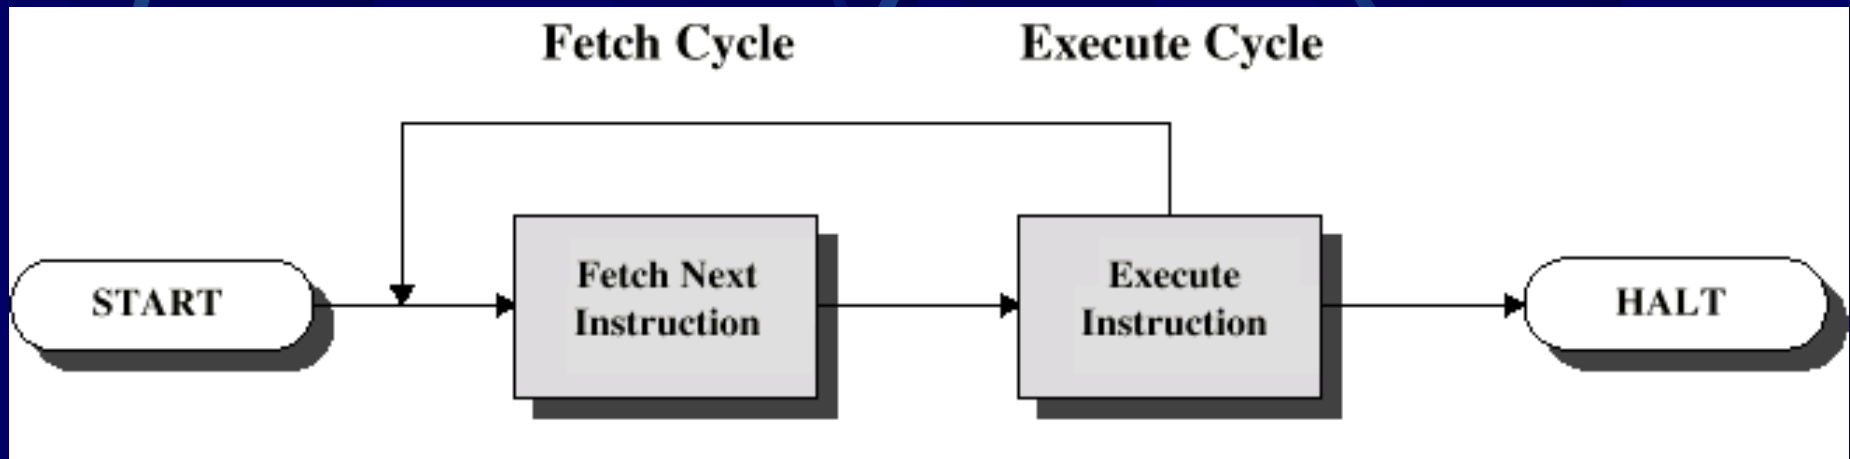 Fetch Cycle
Execute Cycle
START
Fetch Next
Instruction
Execute
Instruction
HALT